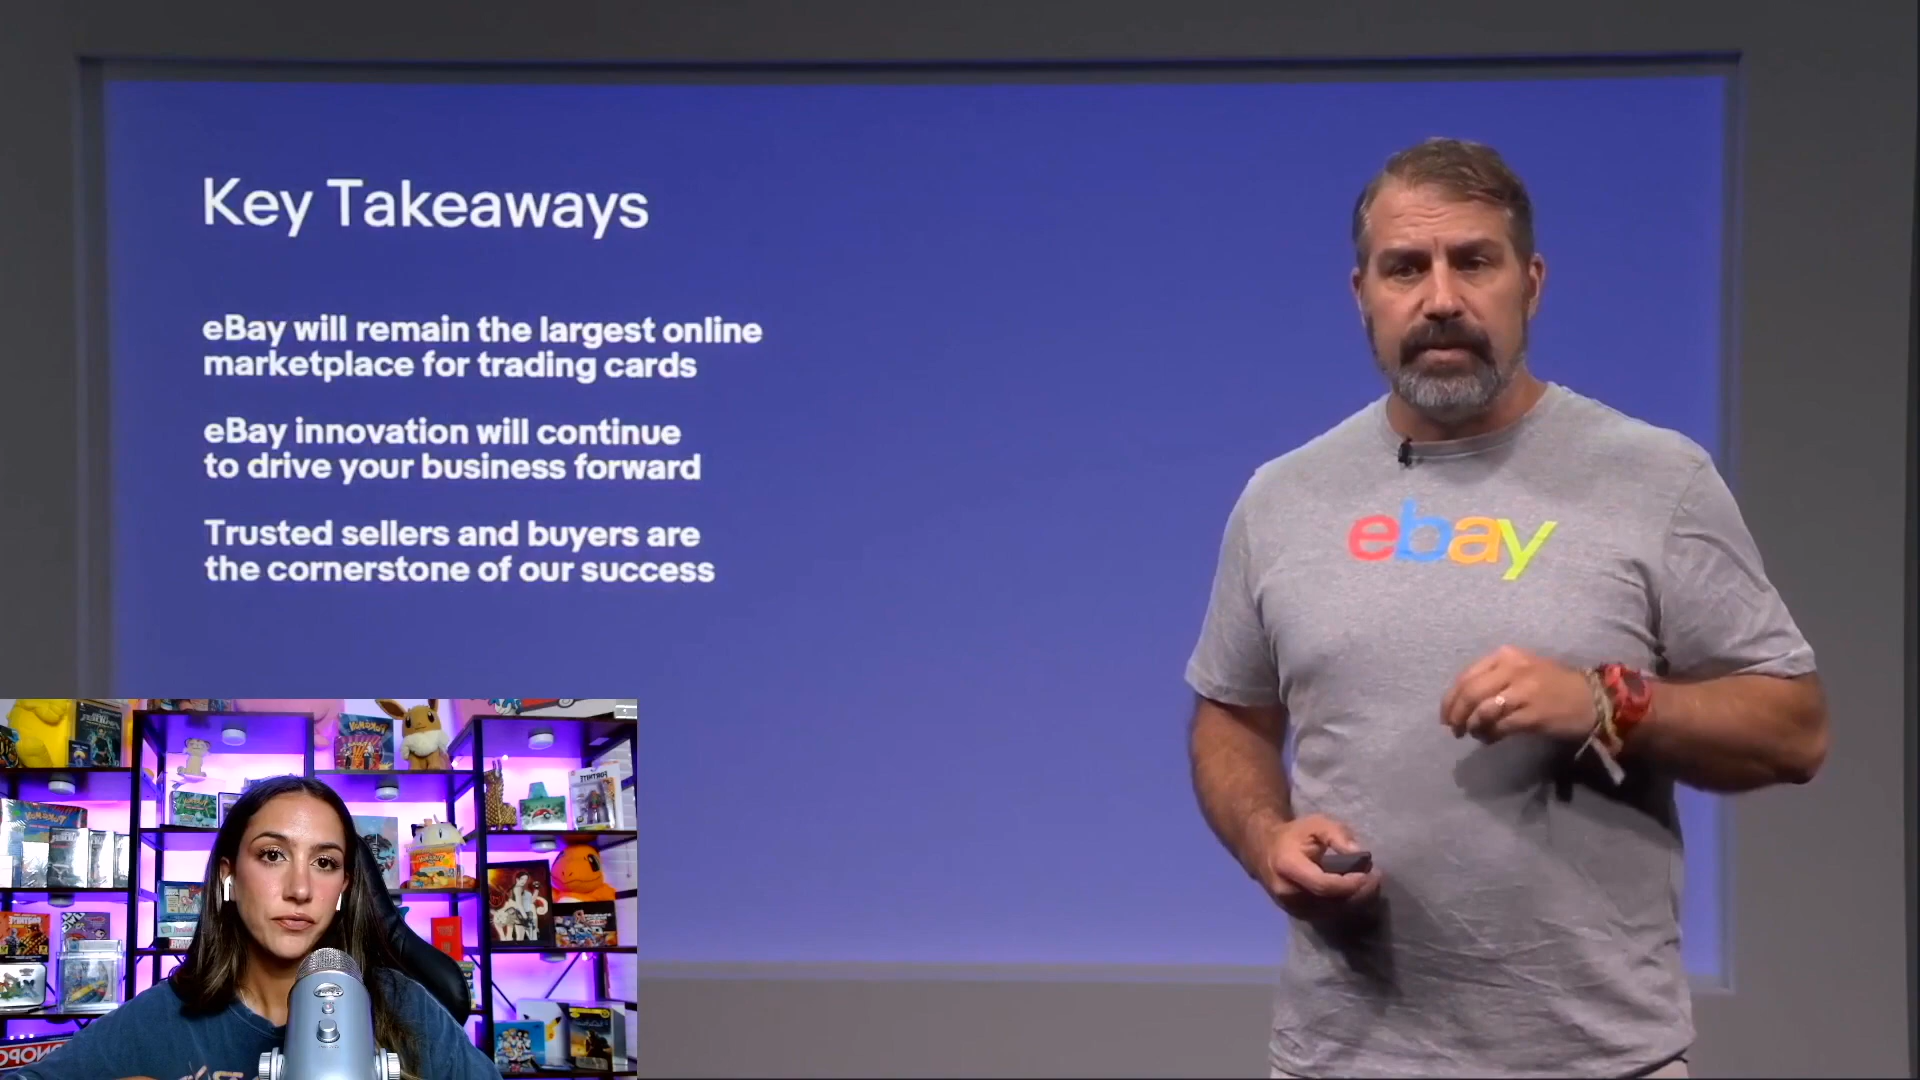 Key Takeaways
eBay will remain the largest online
marketplace for trading cards
eBay innovation will continue
to drive your business forward
Trusted sellers and buyers are
the cornerstone of our success
ebay